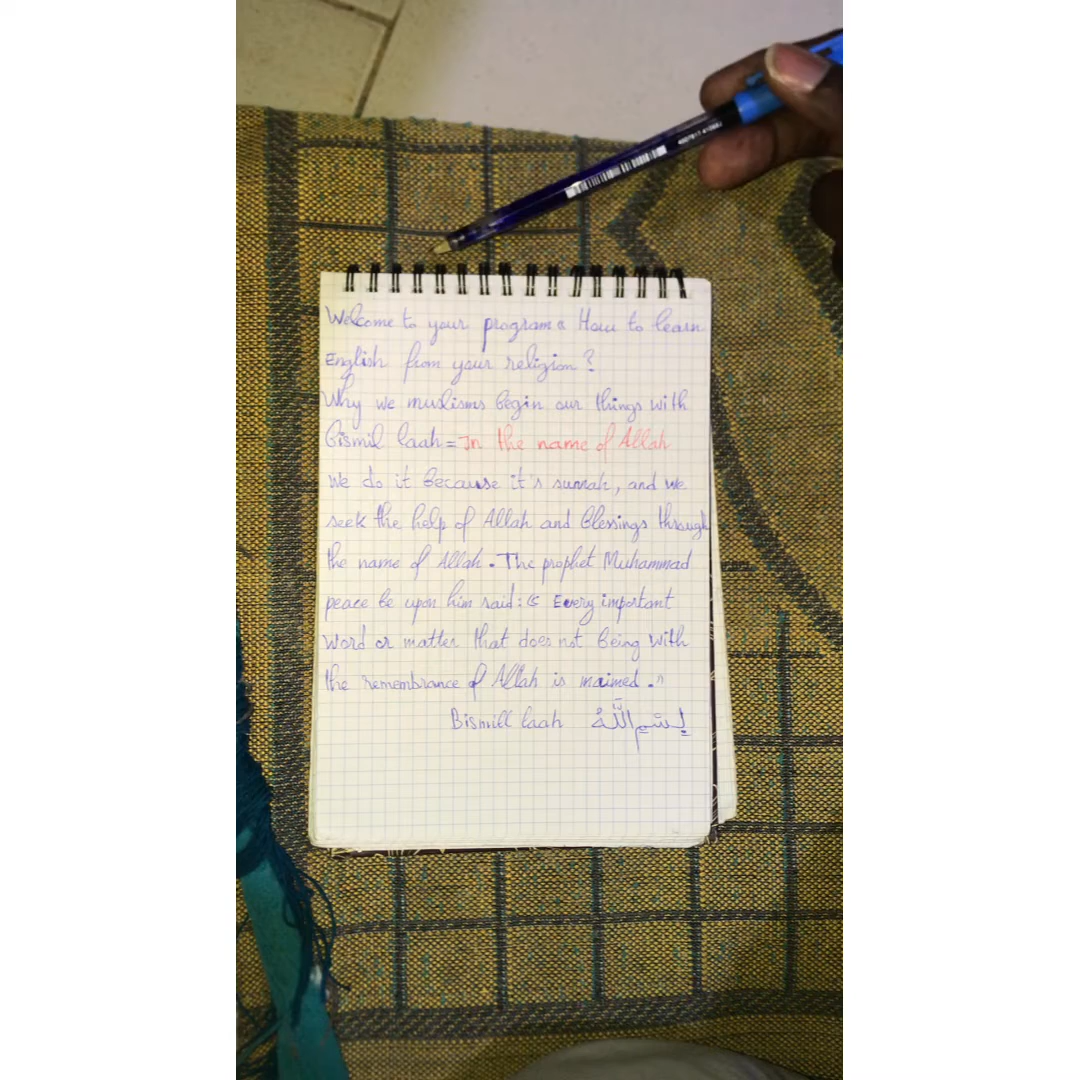 Welcome to your program « How to learn
English from your religion?
Why we muslisms begin our things with
Bismil laah = In the name of Allah
We do it because it's sunnah, and we
seek the help of Allah and blessings through
the name of Allah. The prophet Muhammad
peace be upon him said: « Every important
word or matter that does not being with
the remembrance of Allah is maimed. »
Bismill laah بِسْمِ اللَّهُ